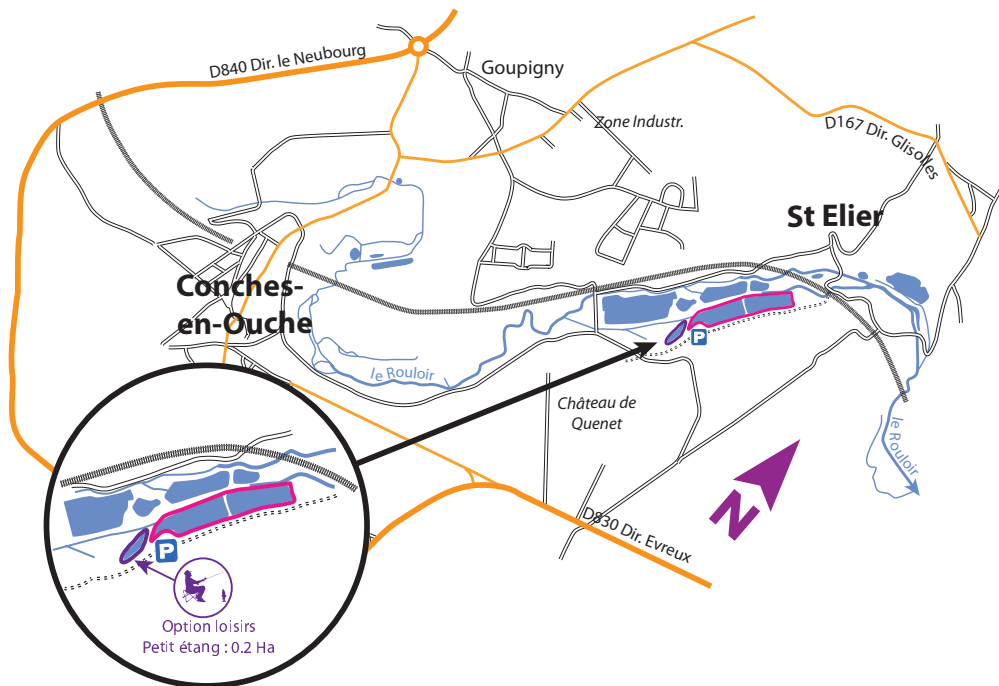 D840 Dir. le Neubourg
Goupigny
Zone Industr.
D167 Dir. Glisolles
St Elier
Conches-
en-Ouche
le Rouloir
P
Château de
Quenet
le Rouloir
N
D830 Dir. Evreux
P
Option loisirs
Petit étang : 0.2 Ha